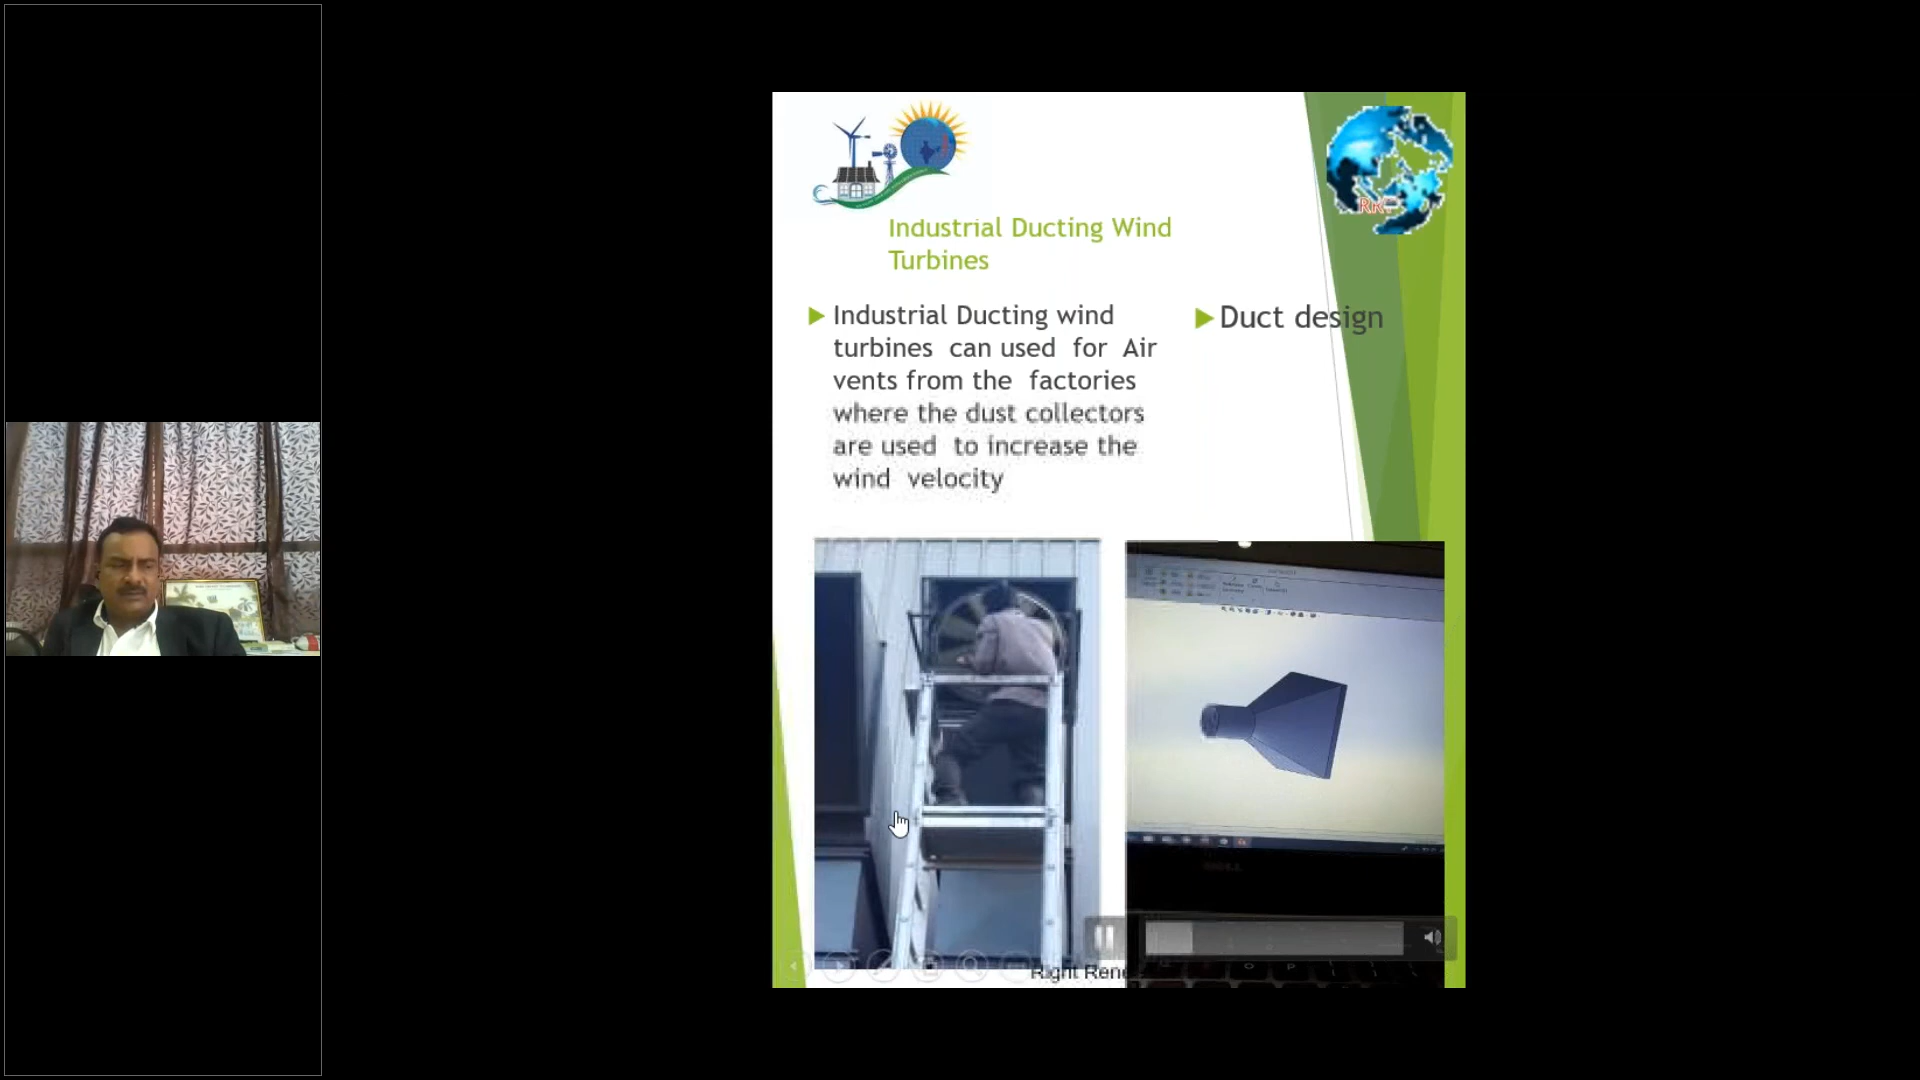 Industrial Ducting Wind
Turbines
Industrial Ducting wind
turbines can used for Air
vents from the factories
where the dust collectors
are used to increase the
wind velocity
Duct design
Right